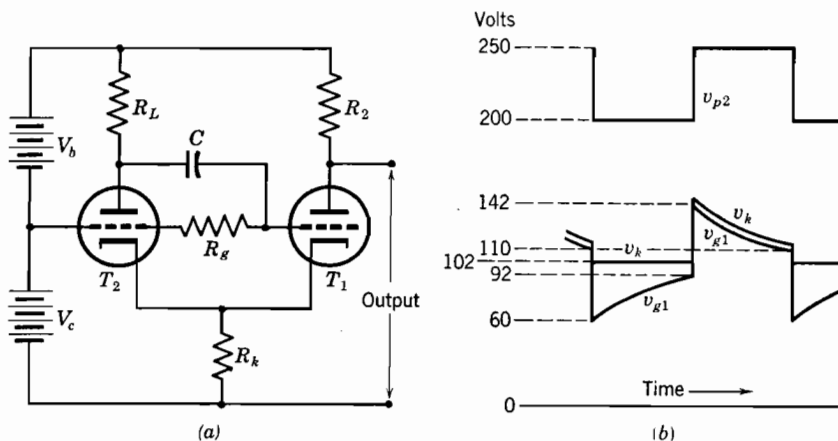 R_L
R_2
C
V_b
R_g
T_2
T_1
V_c
R_k
Output
(a)
Volts
250
200
v_p2
142
v_k
v_g1
110
v_k
102
92
v_g1
60
Time
0
(b)